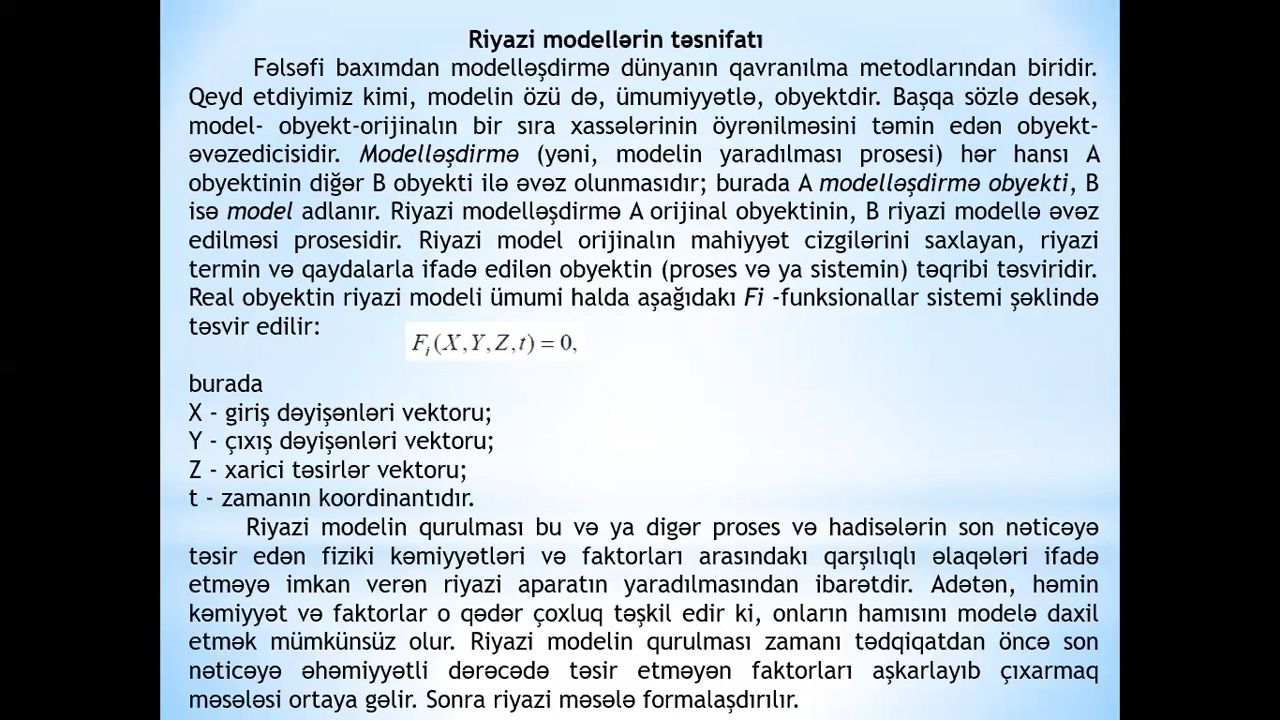 Riyazi modellərin təsnifatı
Fəlsəfi baxımdan modelləşdirmə dünyanın qavranılma metodlarından biridir.
Qeyd etdiyimiz kimi, modelin özü də, ümumiyyətlə, obyektdir. Başqa sözlə desək,
model- obyekt-orijinalın bir sıra xassələrinin öyrənilməsini təmin edən obyekt-
əvəzedicisidir. Modelləşdirmə (yəni, modelin yaradılması prosesi) hər hansı A
obyektinin diğər B obyekti ilə əvəz olunmasıdır; burada A modelləşdirmə obyekti, B
isə model adlanır. Riyazi modelləşdirmə A orijinal obyektinin, B riyazi modellə əvəz
edilməsi prosesidir. Riyazi model orijinalın mahiyyət cizgilərini saxlayan, riyazi
termin və qaydalarla ifadə edilən obyektin (proses və ya sistemin) təqribi təsviridir.
Real obyektin riyazi modeli ümumi halda aşağıdakı Fi -funksionallar sistemi şəklində
təsvir edilir:
F_i (X,Y,Z,t) = 0,
burada
X - giriş dəyişənləri vektoru;
Y - çıxış dəyişənləri vektoru;
Z - xarici təsirlər vektoru;
t - zamanın koordinantıdır.
Riyazi modelin qurulması bu və ya digər proses və hadisələrin son nəticəyə
təsir edən fiziki kəmiyyətləri və faktorları arasındakı qarşılıqlı əlaqələri ifadə
etməyə imkan verən riyazi aparatın yaradılmasından ibarətdir. Adətən, həmin
kəmiyyət və faktorlar o qədər çoxluq təşkil edir ki, onların hamısını modelə daxil
etmək mümkünsüz olur. Riyazi modelin qurulması zamanı tədqiqatdan öncə son
nəticəyə əhəmiyyətli dərəcədə təsir etməyən faktorları aşkarlayıb çıxarmaq
məsələsi ortaya gəlir. Sonra riyazi məsələ formalaşdırılır.